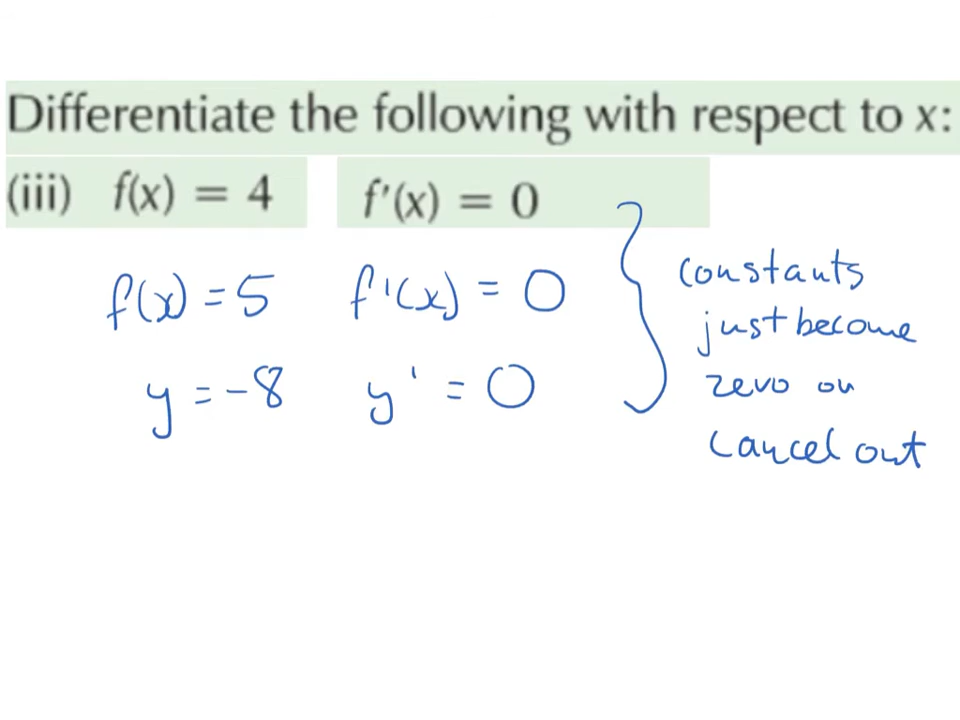 Differentiate the following with respect to x:
(iii) f(x) = 4 f'(x) = 0
f(x) = 5 f'(x) = 0
y = -8 y' = 0
constants
just become
zero or
cancel out